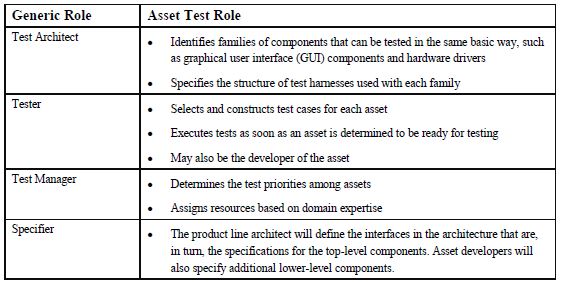 Generic Role
Asset Test Role
Test Architect
• Identifies families of components that can be tested in the same basic way, such
as graphical user interface (GUI) components and hardware drivers
• Specifies the structure of test harnesses used with each family
Tester
• Selects and constructs test cases for each asset
• Executes tests as soon as an asset is determined to be ready for testing
• May also be the developer of the asset
Test Manager
• Determines the test priorities among assets
• Assigns resources based on domain expertise
Specifier
• The product line architect will define the interfaces in the architecture that are,
in turn, the specifications for the top-level components. Asset developers will
also specify additional lower-level components.